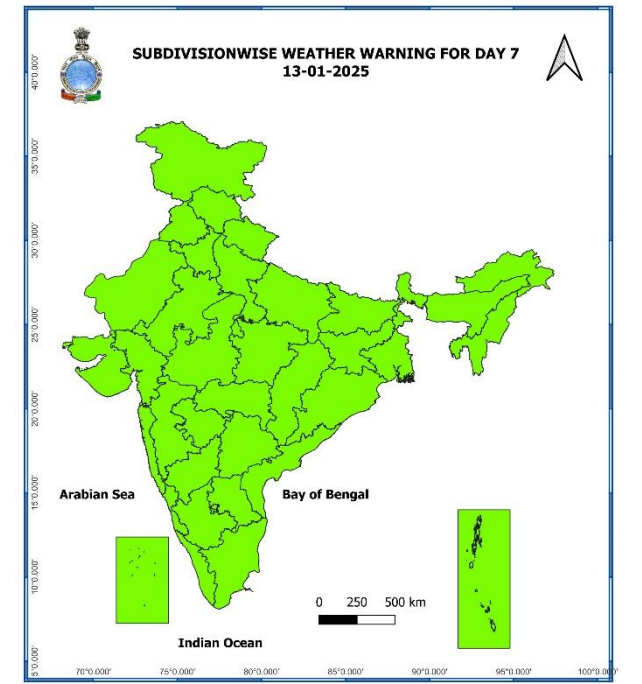 SUBDIVISIONWISE WEATHER WARNING FOR DAY 7
13-01-2025
40°0.000'
35°0.000'
30°0.000'
25°0.000'
20°0.000'
15°0.000'
10°0.000'
5°0.000'
Arabian Sea
Bay of Bengal
0 250 500 km
Indian Ocean
70°0.000' 75°0.000' 80°0.000' 85°0.000' 90°0.000' 95°0.000' 100°0.000'